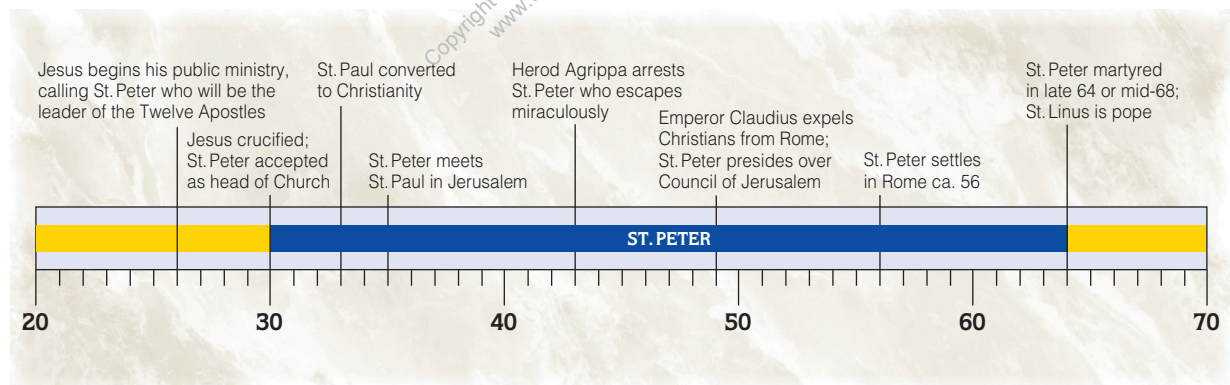 Copyright
www.
Jesus begins his public ministry,
calling St. Peter who will be the
leader of the Twelve Apostles
Jesus crucified;
St. Peter accepted
as head of Church
St. Paul converted
to Christianity
St. Peter meets
St. Paul in Jerusalem
Herod Agrippa arrests
St. Peter who escapes
miraculously
Emperor Claudius expels
Christians from Rome;
St. Peter presides over
Council of Jerusalem
St. Peter settles
in Rome ca. 56
St. Peter martyred
in late 64 or mid-68;
St. Linus is pope
ST. PETER
20 30 40 50 60 70